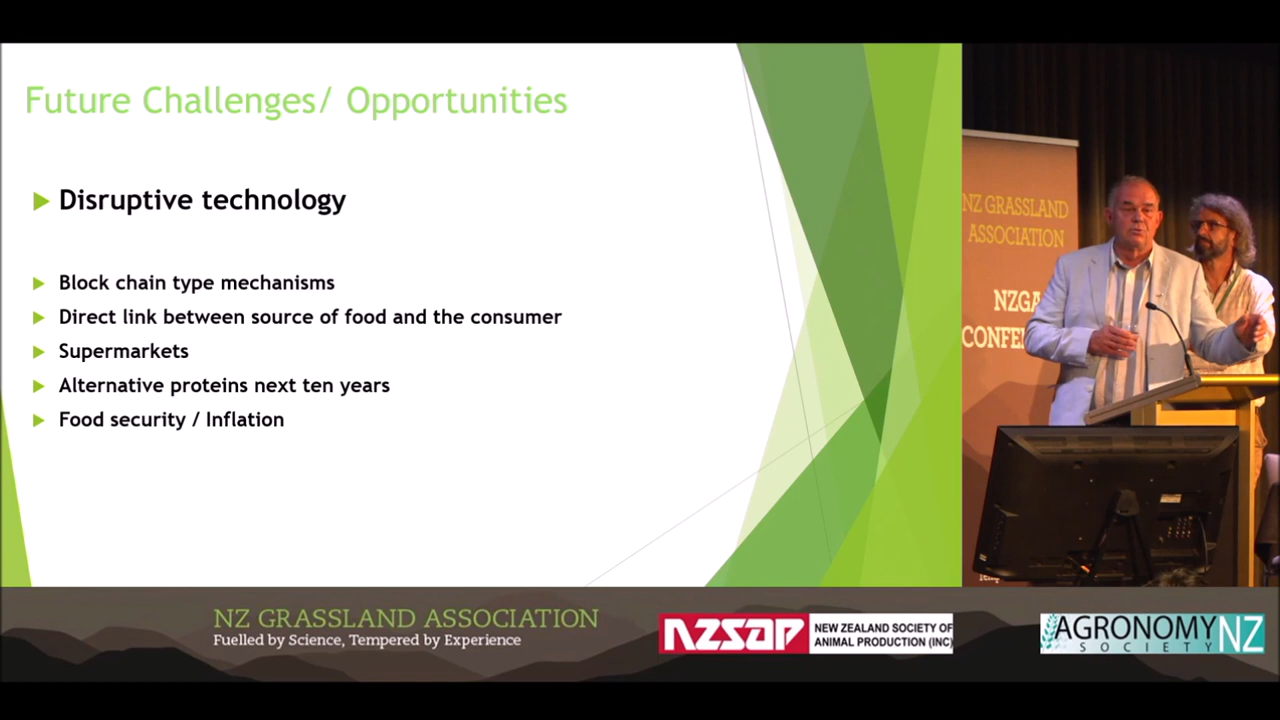 Future Challenges/ Opportunities
Disruptive technology
Block chain type mechanisms
Direct link between source of food and the consumer
Supermarkets
Alternative proteins next ten years
Food security / Inflation
NZ GRASSLAND
ASSOCIATION
NZGA
NZ GRASSLAND ASSOCIATION
Fuelled by Science, Tempered by Experience
NZSAP
NEW ZEALAND SOCIETY OF
ANIMAL PRODUCTION (INC)
AGRONOMY NZ
SOCIETY